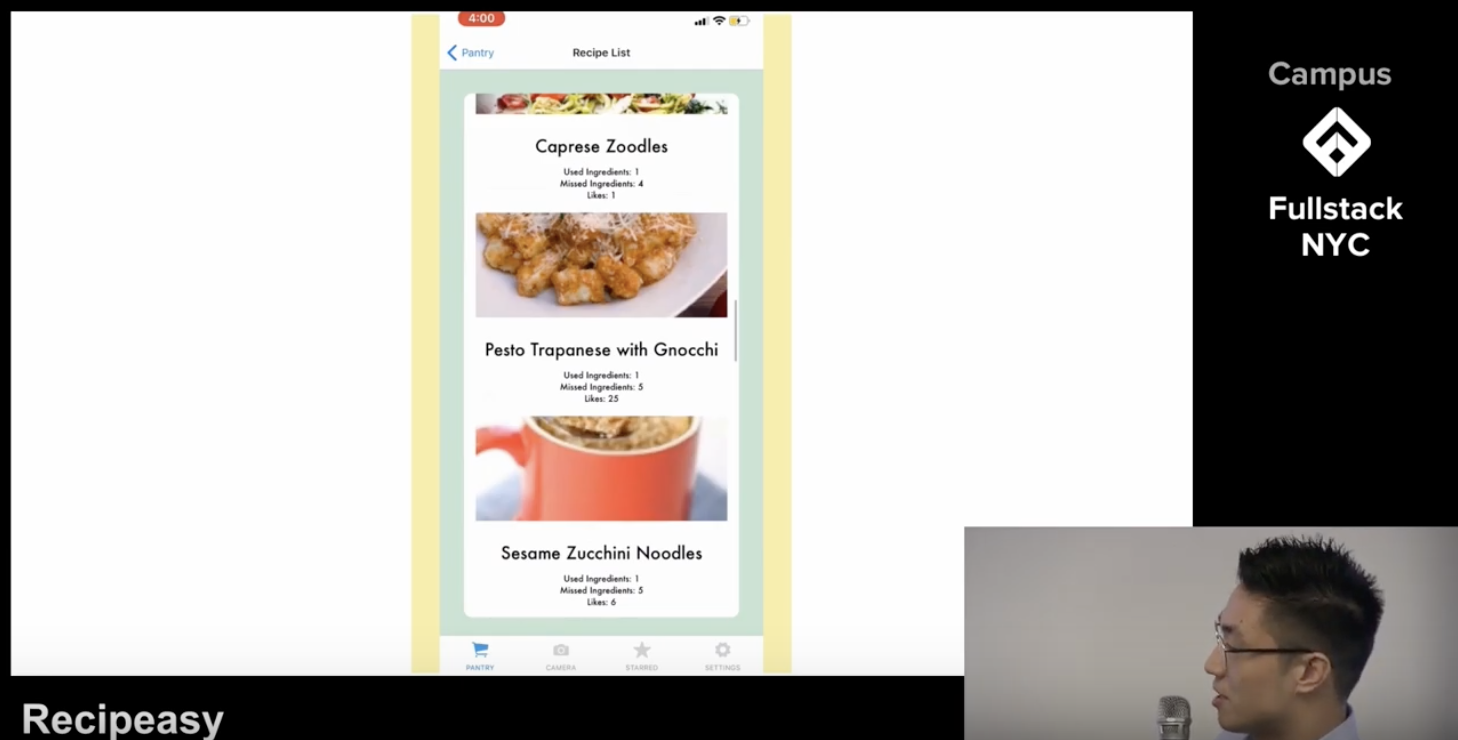 4:00
Pantry
Recipe List
Caprese Zoodles
Used Ingredients: 1
Missed Ingredients: 4
Likes: 1
Pesto Trapanese with Gnocchi
Used Ingredients: 1
Missed Ingredients: 5
Likes: 25
Sesame Zucchini Noodles
Used Ingredients: 1
Missed Ingredients: 5
Likes: 6
PANTRY CAMERA STARRED SETTINGS
Campus
Fullstack
NYC
Recipeasy